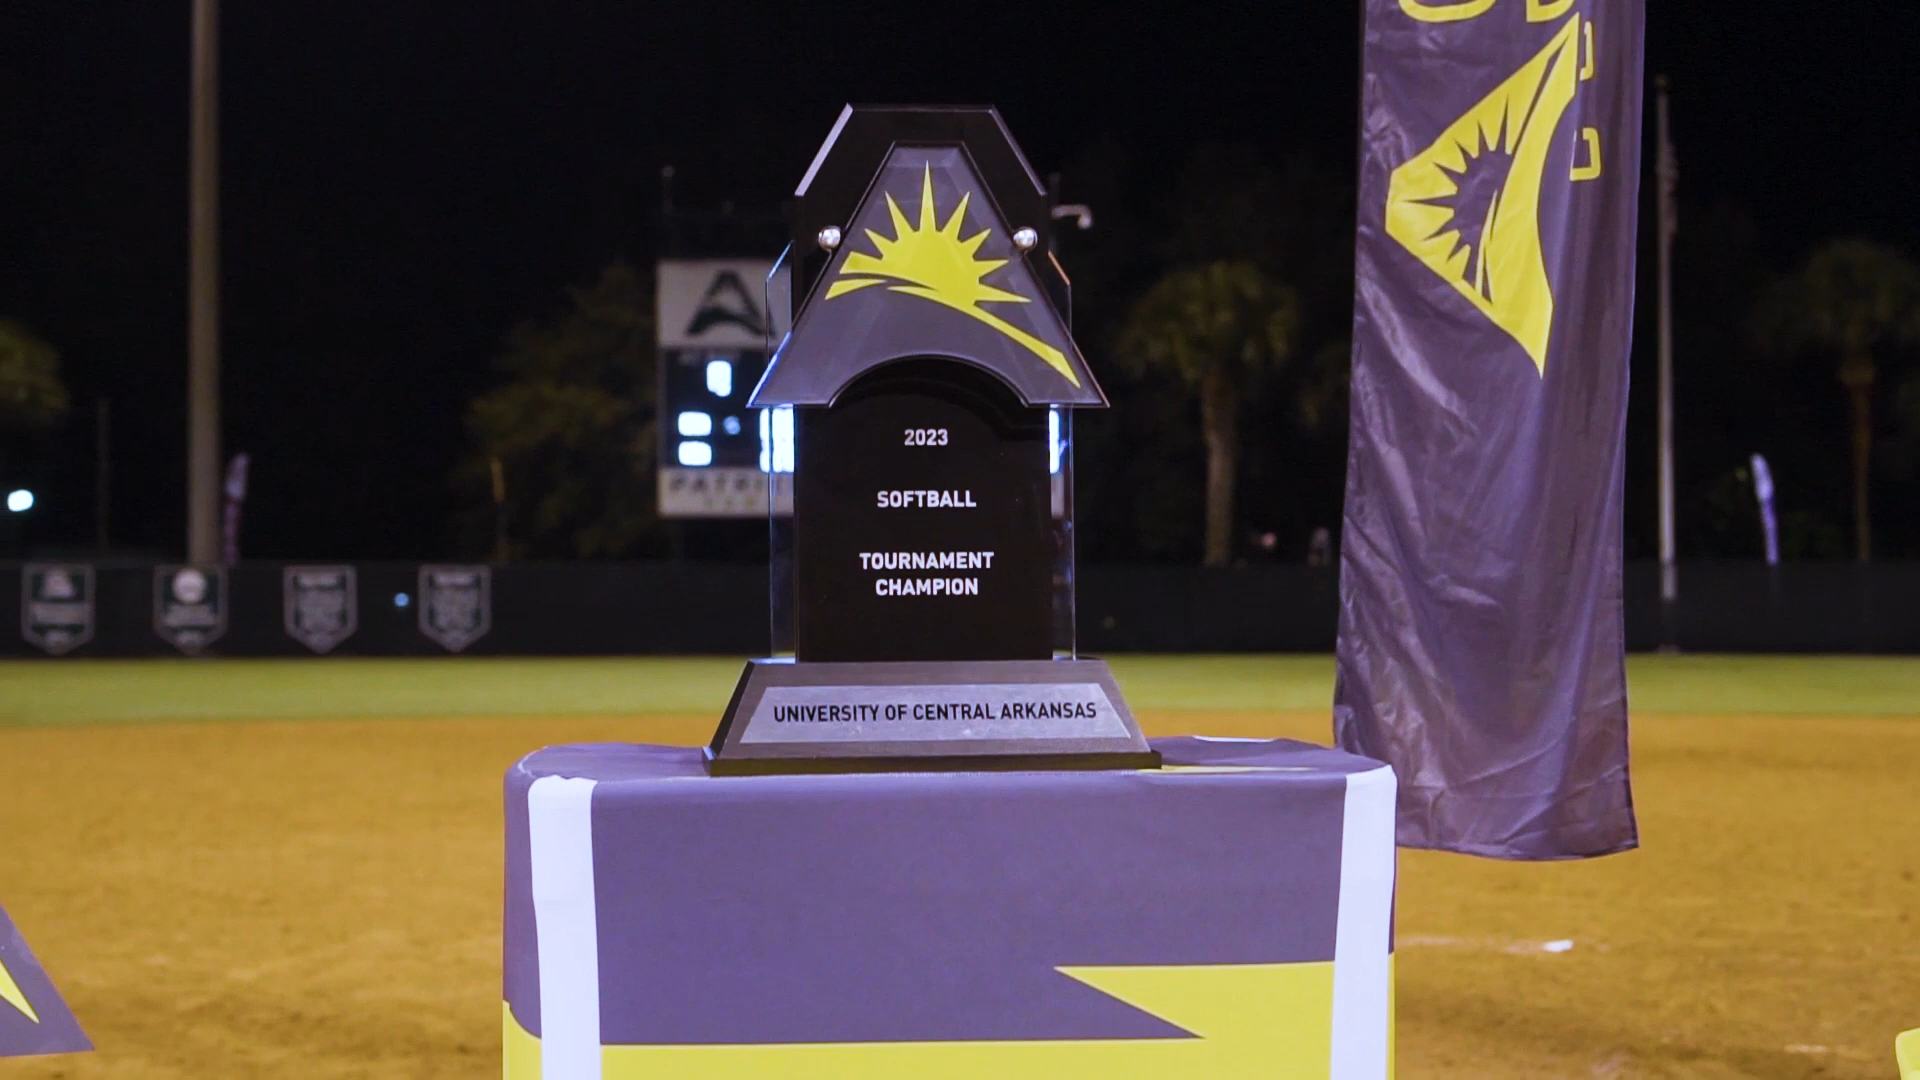 2023
SOFTBALL
TOURNAMENT
CHAMPION
UNIVERSITY OF CENTRAL ARKANSAS